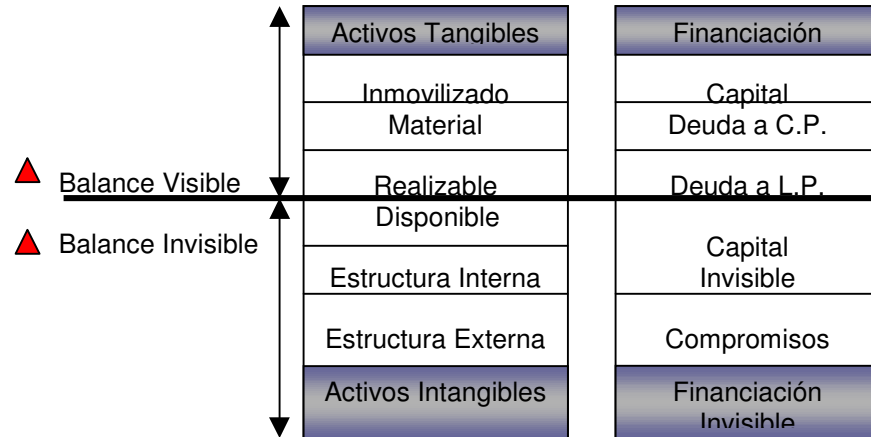 Activos Tangibles
Financiación
Inmovilizado
Material
Capital
Deuda a C.P.
Balance Visible
Realizable
Disponible
Deuda a L.P.
Balance Invisible
Capital
Invisible
Estructura Interna
Estructura Externa
Compromisos
Activos Intangibles
Financiación
Invisible